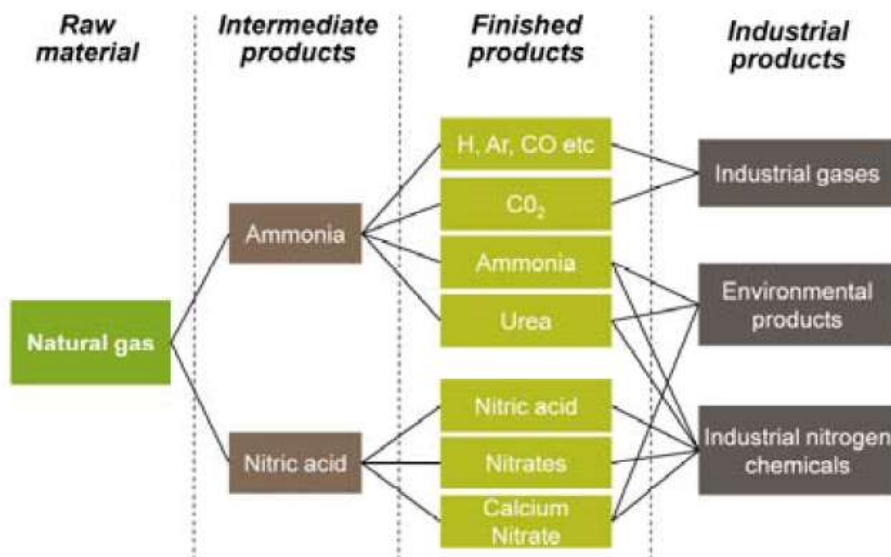 Raw
material
Intermediate
products
Finished
products
Industrial
products
Natural gas
Ammonia
Nitric acid
H, Ar, CO etc
C0₂
Ammonia
Urea
Nitric acid
Nitrates
Calcium
Nitrate
Industrial gases
Environmental
products
Industrial nitrogen
chemicals